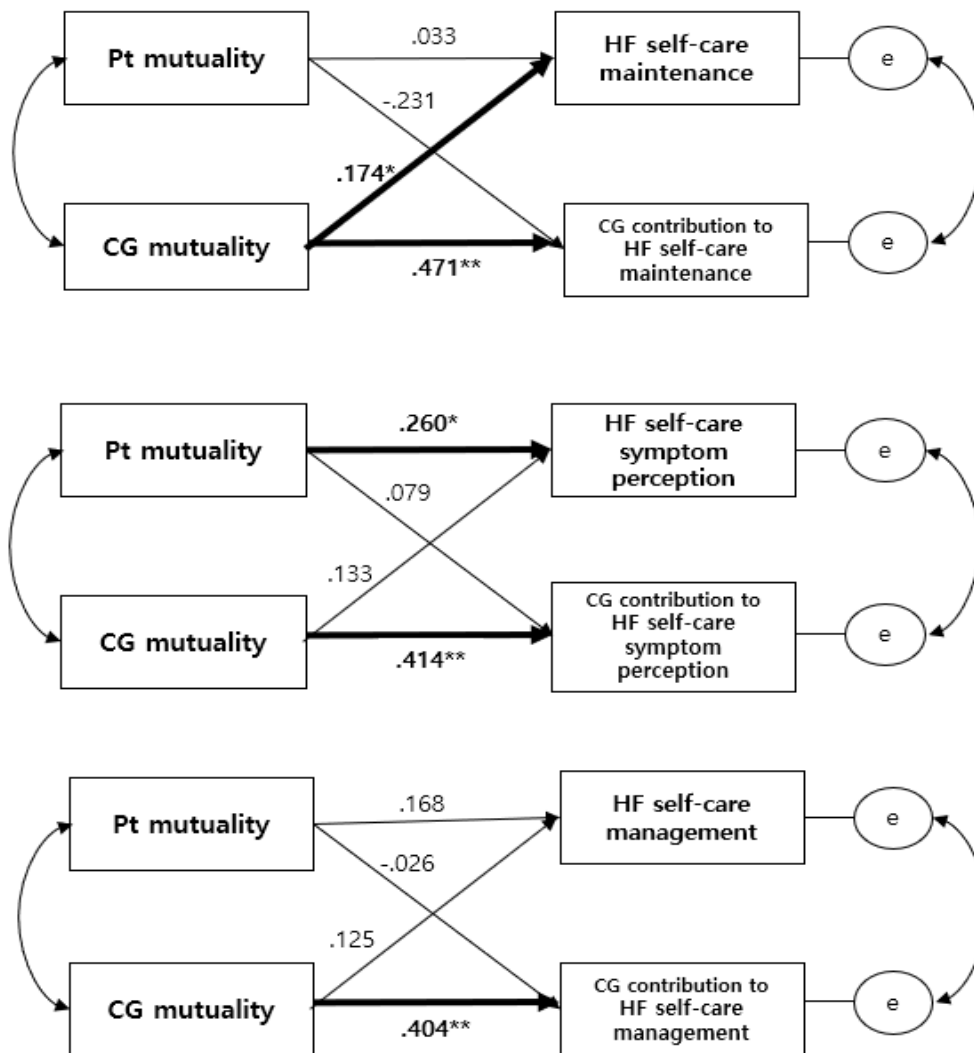 Pt mutuality
.033
HF self-care
maintenance
e
-.231
.174*
CG mutuality
.471**
CG contribution to
HF self-care
maintenance
e
Pt mutuality
.260*
HF self-care
symptom
perception
e
.079
.133
CG mutuality
.414**
CG contribution to
HF self-care
symptom
perception
e
Pt mutuality
.168
HF self-care
management
e
-.026
.125
CG mutuality
.404**
CG contribution to
HF self-care
management
e